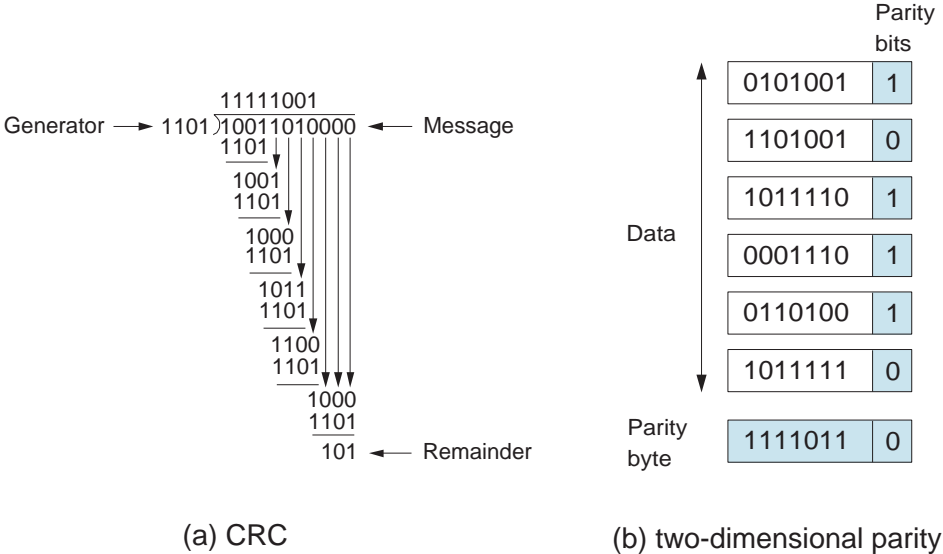 11111001
Generator 1101 10011010000 Message
1101
1001
1101
1000
1101
1011
1101
1100
1101
1000
1101
101 Remainder
(a) CRC
Parity
bits
0101001 1
1101001 0
1011110 1
Data
0001110 1
0110100 1
1011111 0
Parity
byte
1111011 0
(b) two-dimensional parity